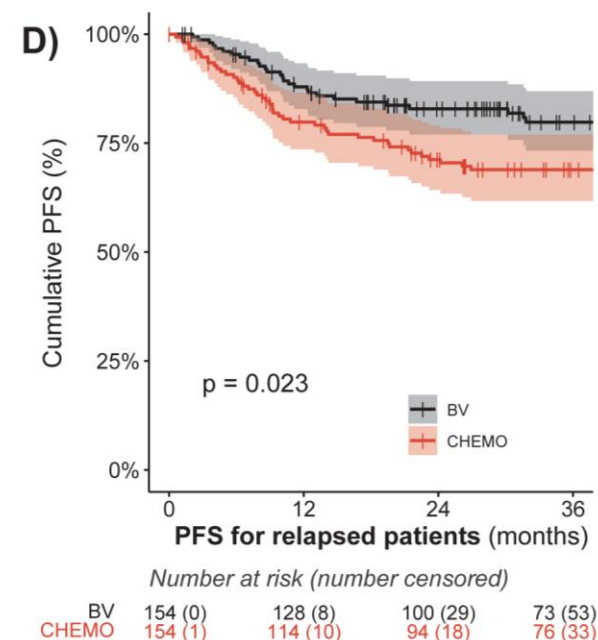 D)
100%
75%
50%
25%
0%
Cumulative PFS (%)
p = 0.023
BV
CHEMO
0 12 24 36
PFS for relapsed patients (months)
Number at risk (number censored)
BV 154 (0) 128 (8) 100 (29) 73 (53)
CHEMO 154 (1) 114 (10) 94 (18) 76 (33)